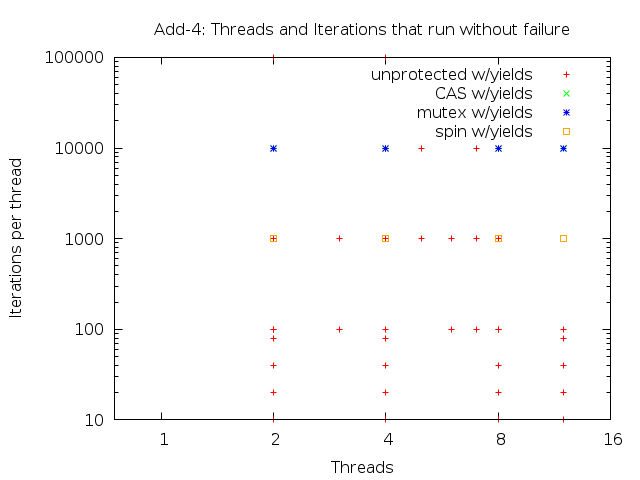 Add-4: Threads and Iterations that run without failure
100000
10000
1000
100
10
Iterations per thread
unprotected w/yields
CAS w/yields
mutex w/yields
spin w/yields
1 2 4 8 16
Threads